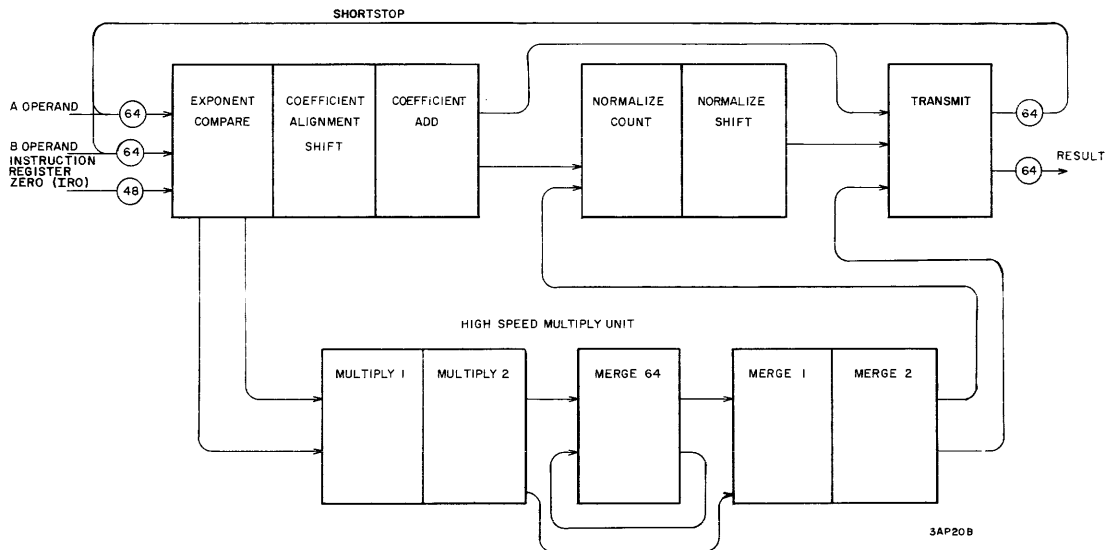 SHORTSTOP
EXPONENT
COMPARE
COEFFICIENT
ALIGNMENT
SHIFT
COEFFICIENT
ADD
NORMALIZE
COUNT
NORMALIZE
SHIFT
TRANSMIT
A OPERAND
64
B OPERAND
64
INSTRUCTION
REGISTER
ZERO (IRO)
48
64
64
RESULT
HIGH SPEED MULTIPLY UNIT
MULTIPLY 1
MULTIPLY 2
MERGE 64
MERGE 1
MERGE 2
3AP20B